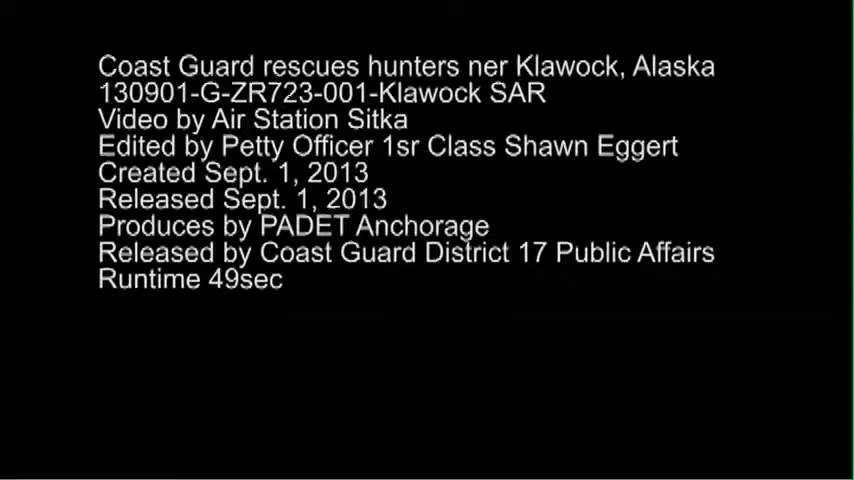 Coast Guard rescues hunters ner Klawock, Alaska
130901-G-ZR723-001-Klawock SAR
Video by Air Station Sitka
Edited by Petty Officer 1sr Class Shawn Eggert
Created Sept. 1, 2013
Released Sept. 1, 2013
Produces by PADET Anchorage
Released by Coast Guard District 17 Public Affairs
Runtime 49sec